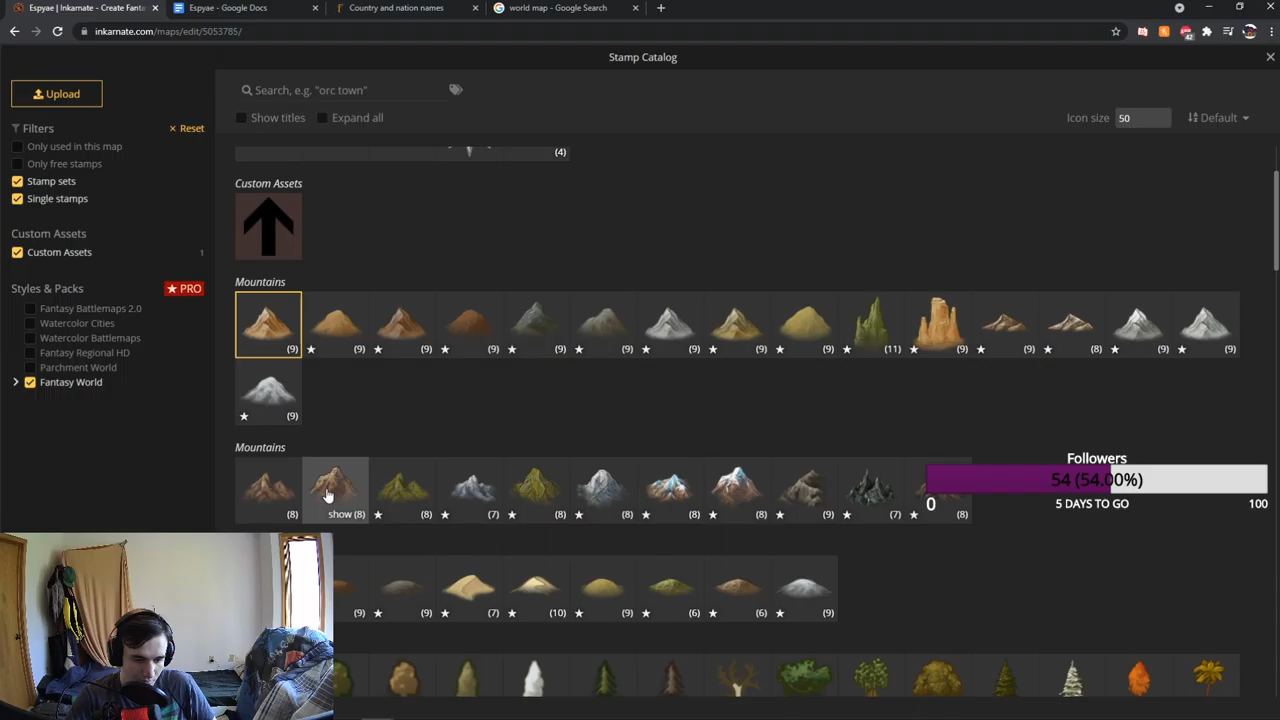 Espyae | Inkarnate - Create Fanta
Espyae - Google Docs
Country and nation names
world map - Google Search
inkarnate.com/maps/edit/5053785/
42
Stamp Catalog
Upload
Search, e.g. "orc town"
Filters
Reset
Show titles
Expand all
Icon size
50
Default
Only used in this map
Only free stamps
(4)
Stamp sets
Single stamps
Custom Assets
Custom Assets
Custom Assets
1
Styles & Packs
PRO
Mountains
Fantasy Battlemaps 2.0
Watercolor Cities
Watercolor Battlemaps
Fantasy Regional HD
Parchment World
Fantasy World
(9) (9) (9) (9) (9) (9) (9) (9) (9) (11) (9) (9) (8) (9) (9)
(9)
Mountains
(8) show (8) (8) (7) (8) (8) (8) (8) (9) (7) (8)
Followers
54 (54.00%)
0
5 DAYS TO GO
100
(9) (9) (7) (10) (9) (6) (6) (9)